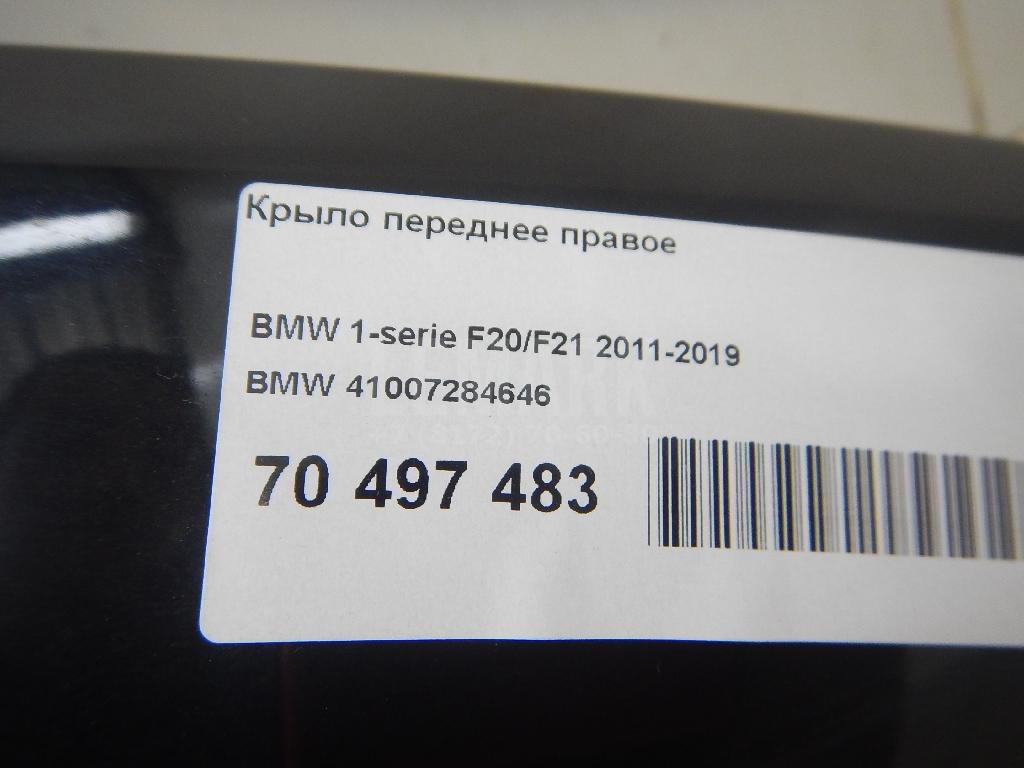 Крыло переднее правое
BMW 1-serie F20/F21 2011-2019
BMW 41007284646
70 497 483